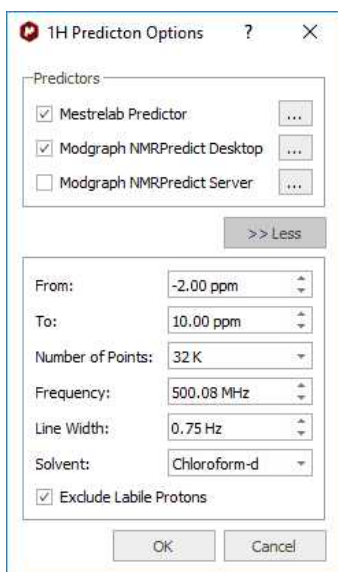 1H Predicton Options ?
Predictors
Mestrelab Predictor ...
Modgraph NMRPredict Desktop ...
Modgraph NMRPredict Server ...
>> Less
From: -2.00 ppm
To: 10.00 ppm
Number of Points: 32 K
Frequency: 500.08 MHz
Line Width: 0.75 Hz
Solvent: Chloroform-d
Exclude Labile Protons
OK Cancel